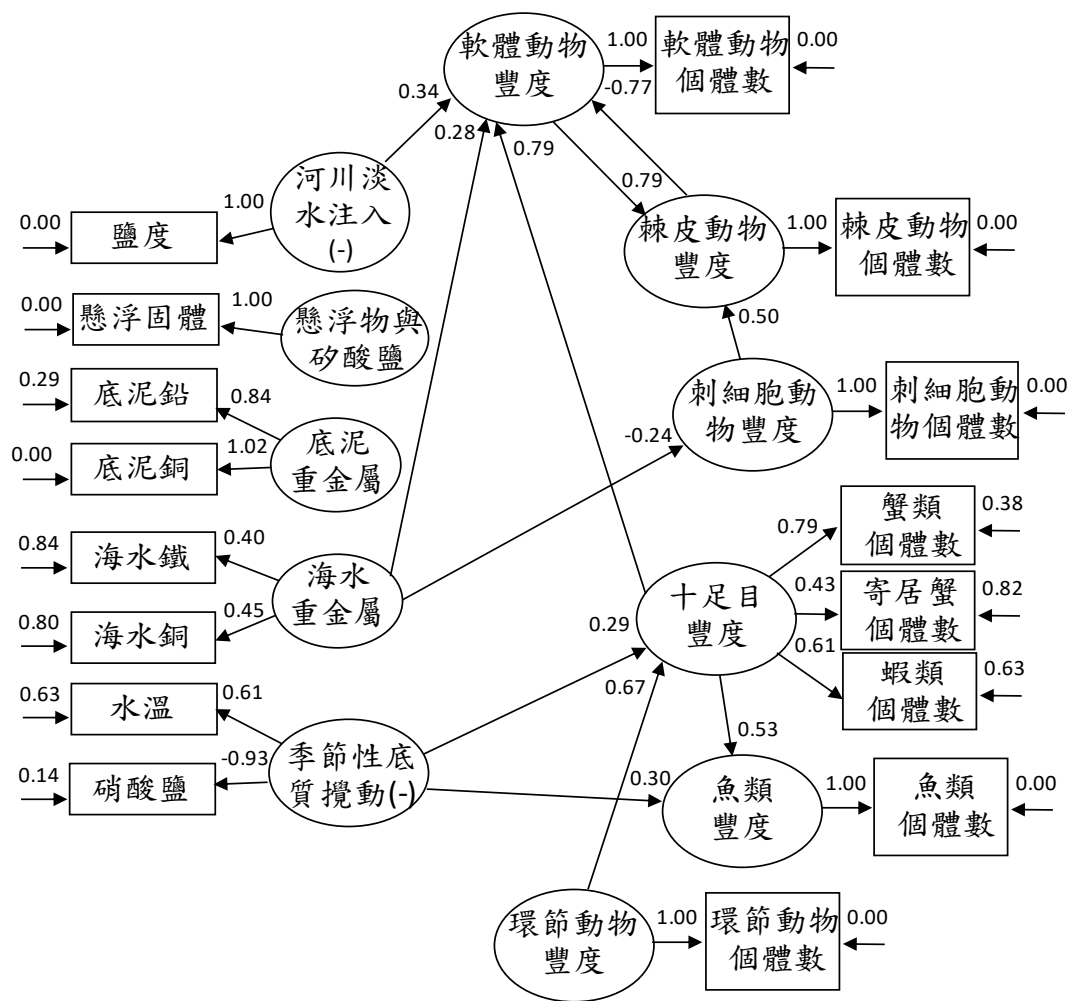 軟體動物
豐度
1.00
軟體動物
個體數
0.00
-0.77
0.34
0.28
0.79
河川淡
水注入
(-)
1.00
0.00
鹽度
0.79
棘皮動物
豐度
1.00
棘皮動物
個體數
0.00
0.00
懸浮固體
1.00
懸浮物與
矽酸鹽
0.50
0.29
底泥鉛
0.84
刺細胞動
物豐度
1.00
刺細胞動
物個體數
0.00
0.00
底泥銅
1.02
底泥
重金屬
-0.24
0.84
海水鐵
0.40
海水
重金屬
0.80
海水銅
0.45
蟹類
個體數
0.38
0.79
十足目
豐度
0.43
寄居蟹
個體數
0.82
0.29
0.61
蝦類
個體數
0.63
0.67
0.63
水溫
0.61
0.14
硝酸鹽
-0.93
季節性底
質攪動(-)
0.53
0.30
魚類
豐度
1.00
魚類
個體數
0.00
環節動物
豐度
1.00
環節動物
個體數
0.00